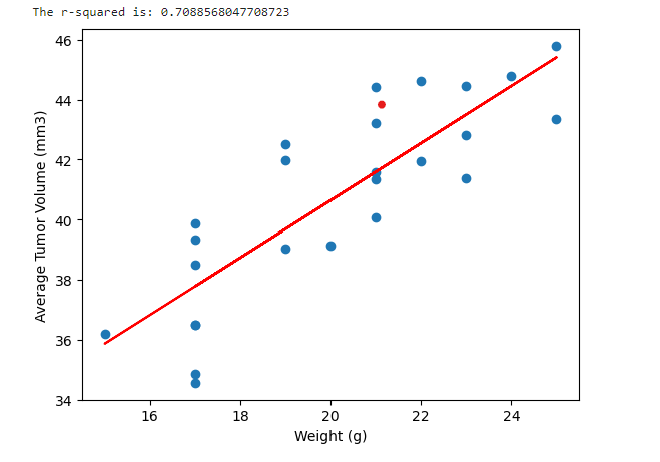 The r-squared is: 0.7088568047708723
46
44
42
40
38
36
34
Average Tumor Volume (mm3)
16 18 20 22 24
Weight (g)